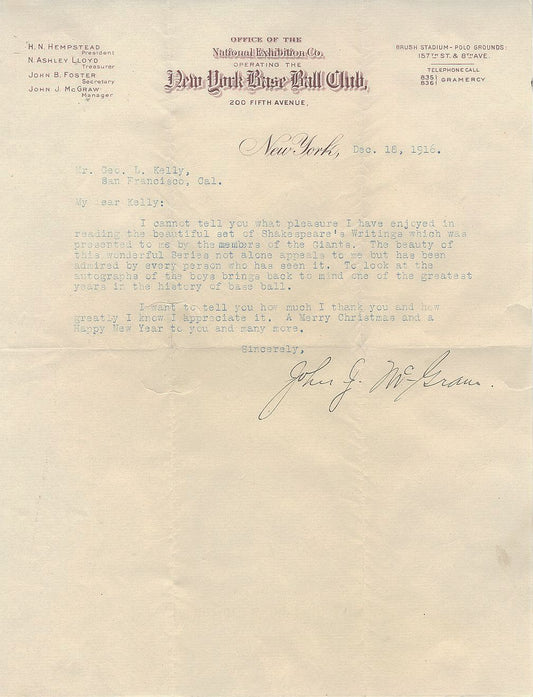 H. N. HEMPSTEAD
President
N. ASHLEY LLOYD
Treasurer
JOHN B. FOSTER
Secretary
JOHN J. McGRAW
Manager
OFFICE OF THE
National Exhibition Co.
OPERATING THE
New York Base Ball Club,
200 FIFTH AVENUE,
BRUSH STADIUM - POLO GROUNDS:
157TH ST. & 8TH AVE.
TELEPHONE CALL
835
836 GRAMERCY
New York, Dec. 18, 1916.
Mr. Geo. L. Kelly,
San Francisco, Cal.
My dear Kelly:
I cannot tell you what pleasure I have enjoyed in
reading the beautiful set of Shakespeare's Writings which was
presented to me by the members of the Giants. The beauty of
this wonderful Series not alone appeals to me but has been
admired by every person who has seen it. To look at the
autographs of the boys brings back to mind one of the greatest
years in the history of base ball.
I want to tell you how much I thank you and how
greatly I know I appreciate it. A Merry Christmas and a
Happy New Year to you and many more.
Sincerely,
John J. McGraw.